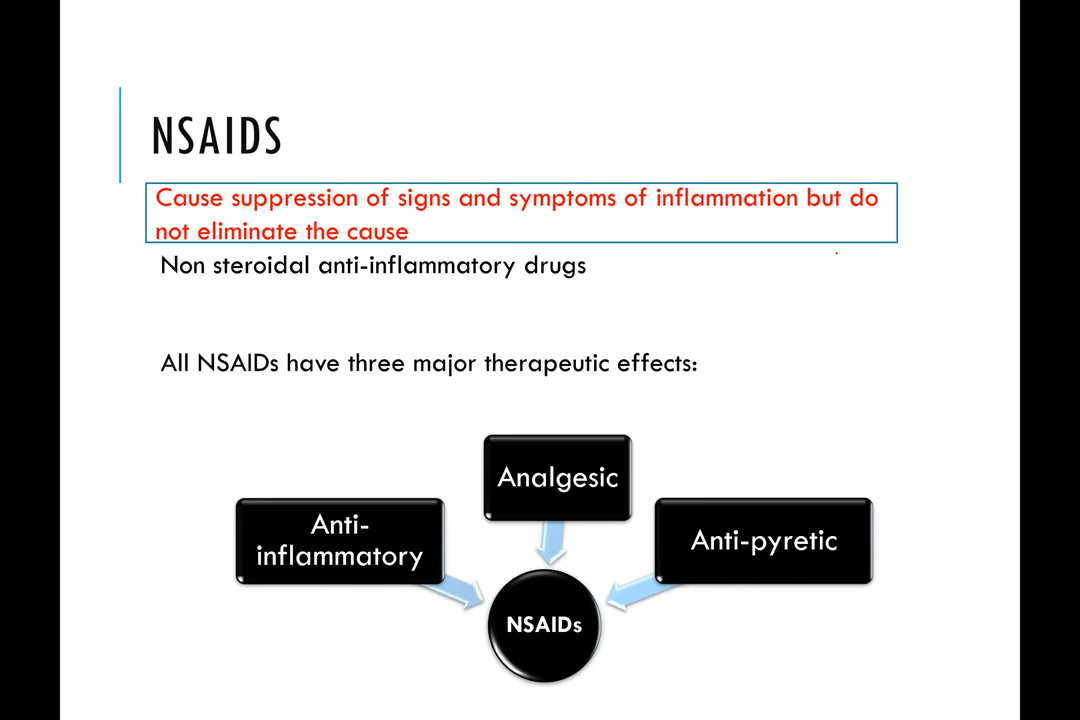 NSAIDS
Cause suppression of signs and symptoms of inflammation but do
not eliminate the cause
Non steroidal anti-inflammatory drugs
All NSAIDs have three major therapeutic effects:
Analgesic
Anti-
inflammatory
Anti-pyretic
NSAIDs